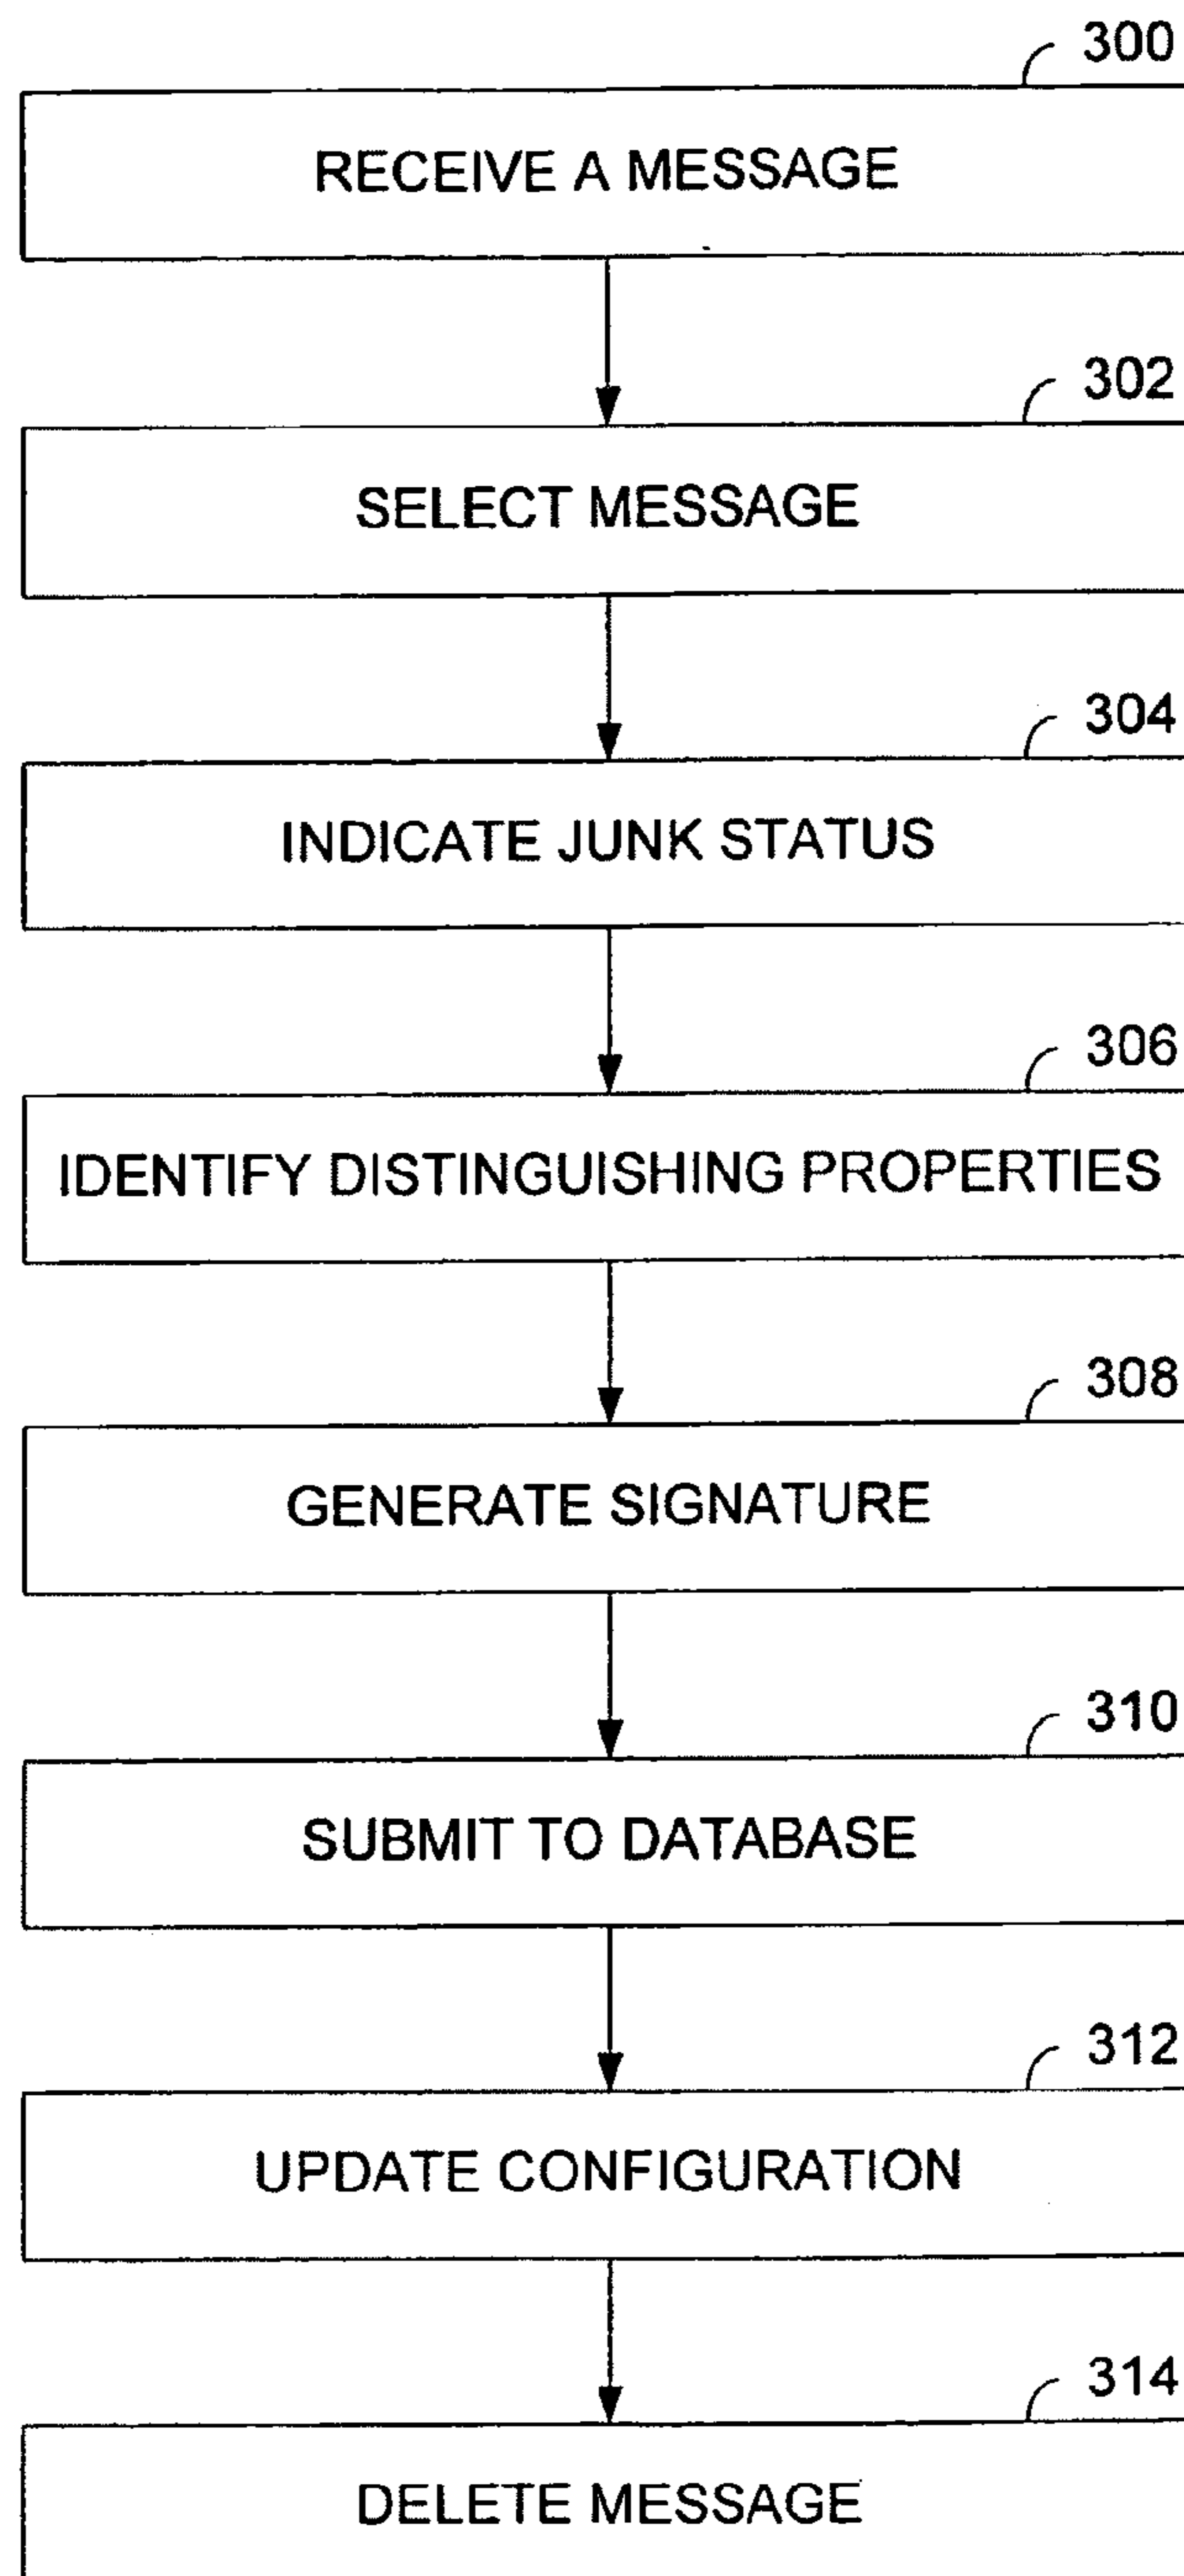 300
RECEIVE A MESSAGE
302
SELECT MESSAGE
304
INDICATE JUNK STATUS
306
IDENTIFY DISTINGUISHING PROPERTIES
308
GENERATE SIGNATURE
310
SUBMIT TO DATABASE
312
UPDATE CONFIGURATION
314
DELETE MESSAGE